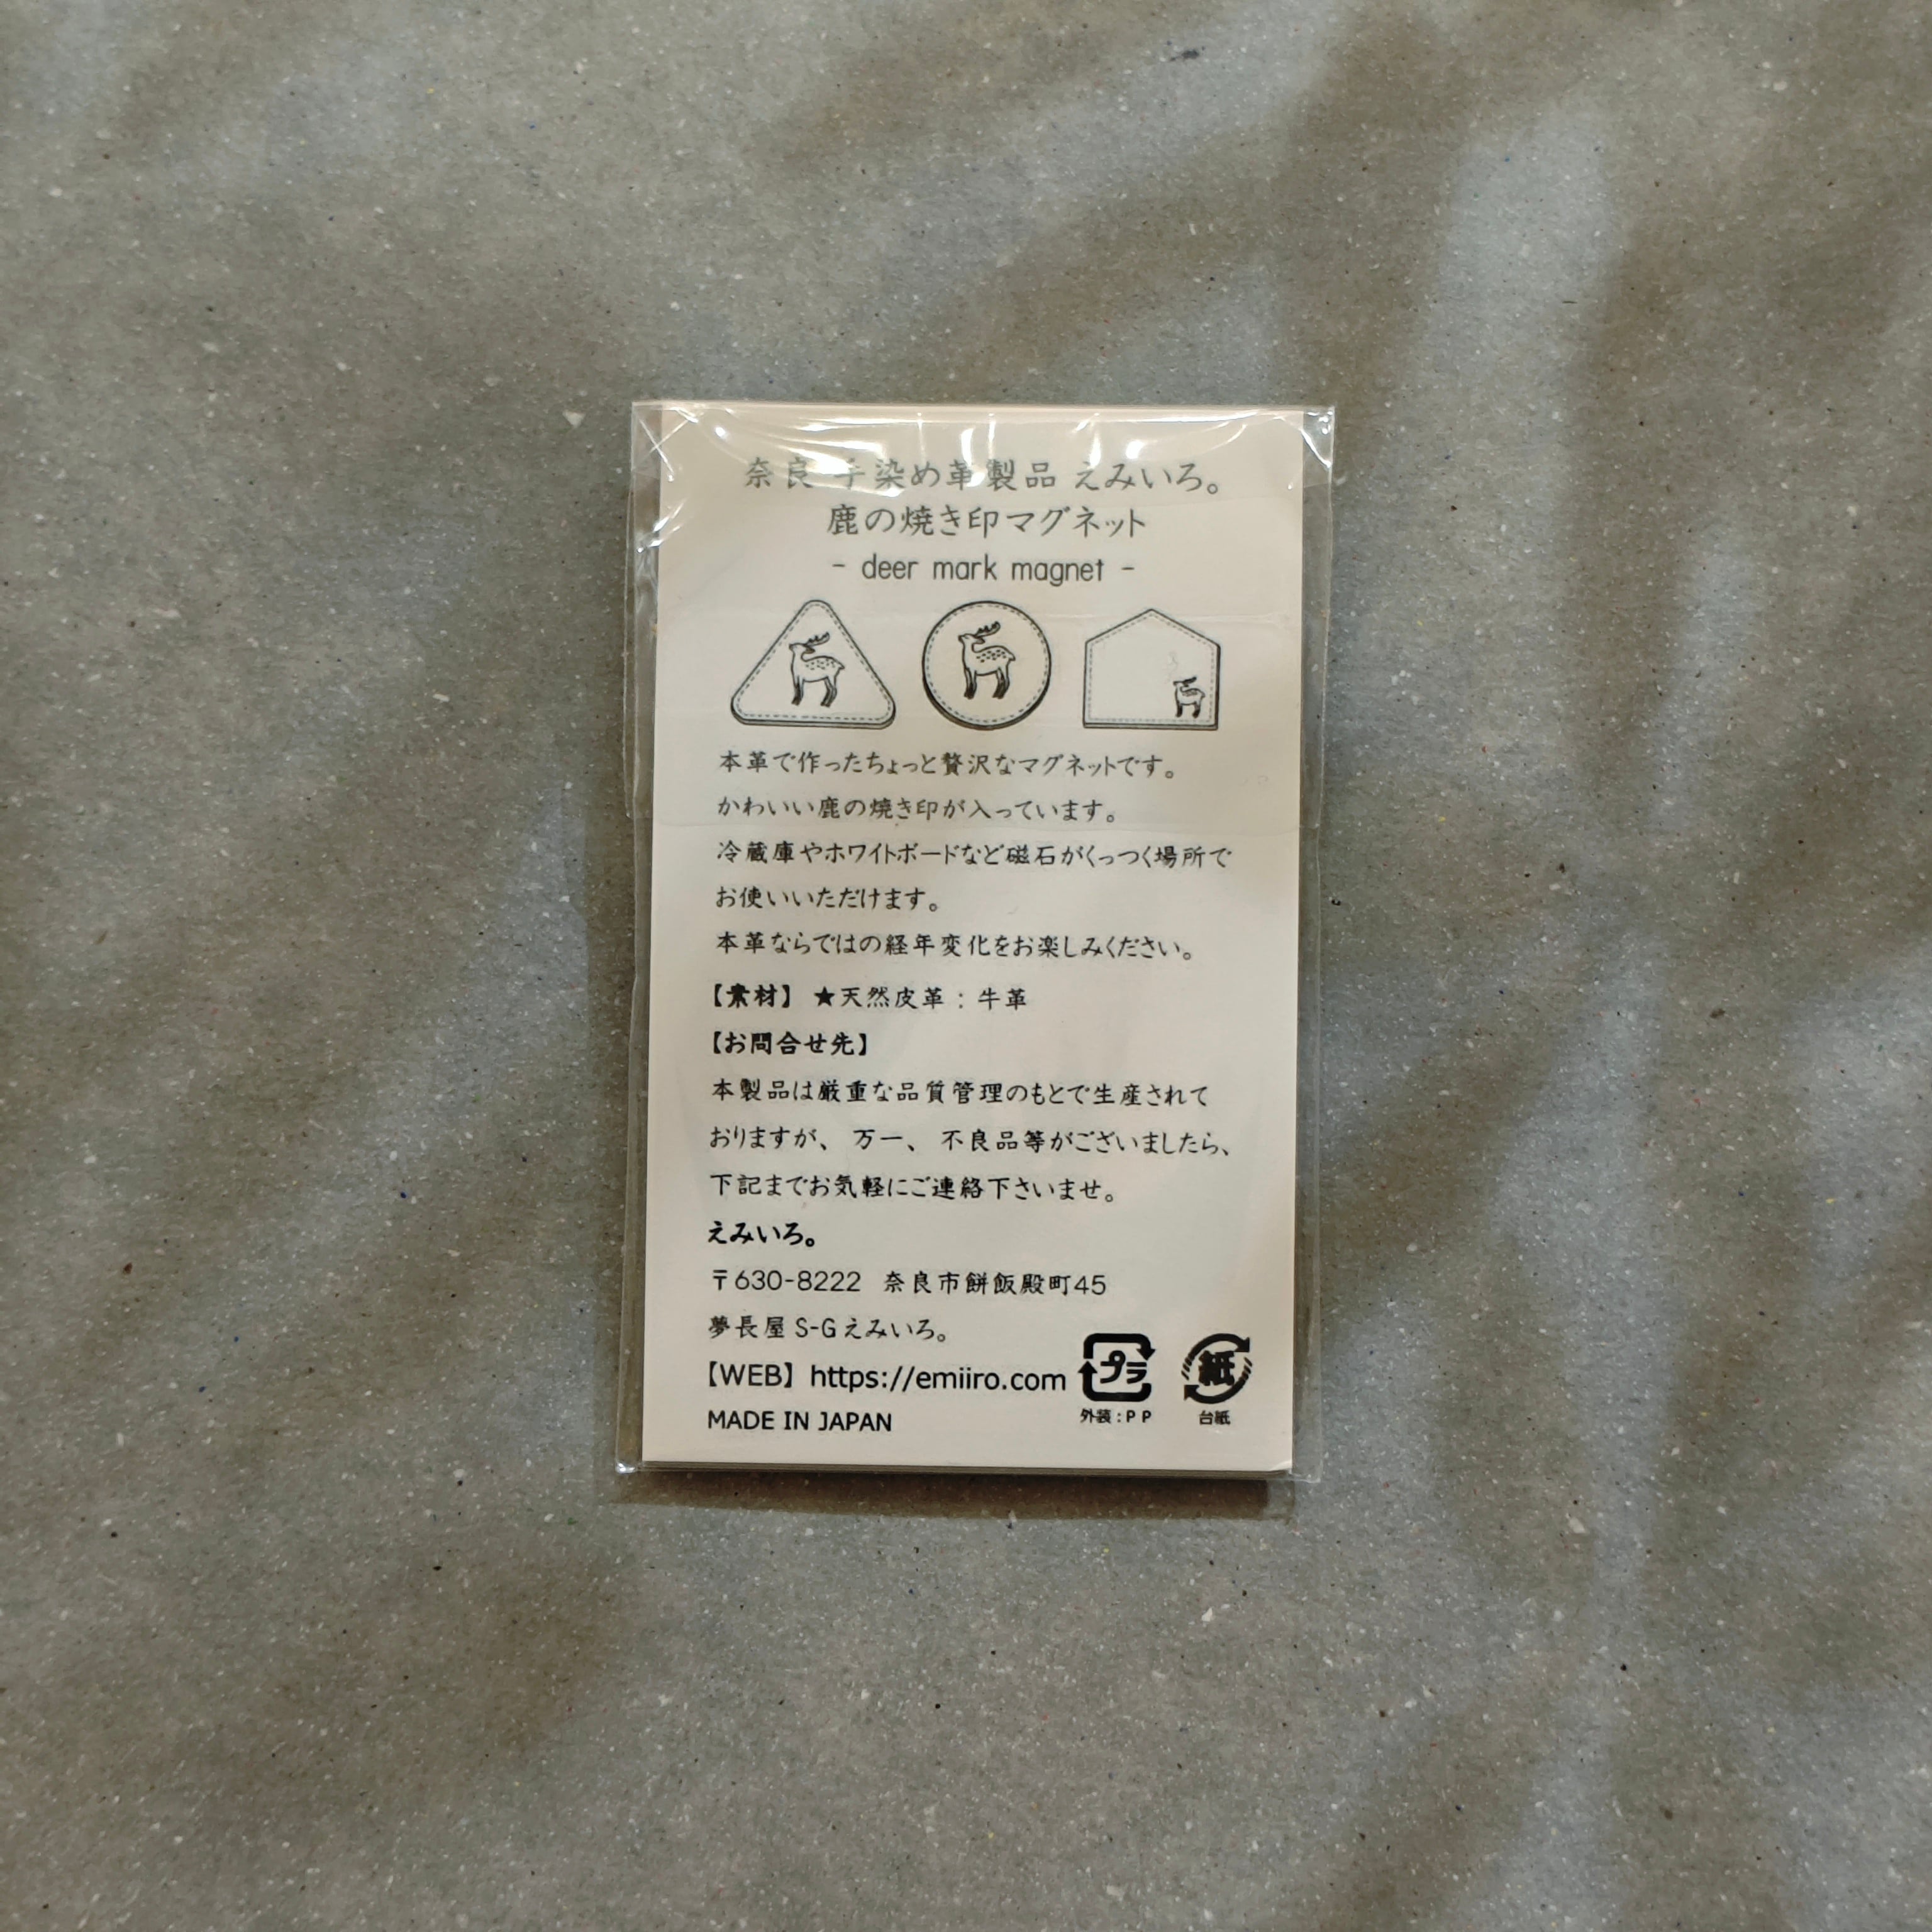 奈良 手染め革製品 えみいろ。
鹿の焼き印マグネット
- deer mark magnet -
本革で作ったちょっと贅沢なマグネットです。
かわいい鹿の焼き印が入っています。
冷蔵庫やホワイトボードなど磁石がくっつく場所で
お使いいただけます。
本革ならではの経年変化をお楽しみください。
【素材】 ★天然皮革：牛革
【お問合せ先】
本製品は厳重な品質管理のもとで生産されて
おりますが、万一、不良品等がございましたら、
下記までお気軽にご連絡下さいませ。
えみいろ。
〒630-8222 奈良市餅飯殿町45
夢長屋 S-Gえみいろ。
【WEB】 https://emiiro.com
MADE IN JAPAN
プラ
外装：PP
紙
台紙